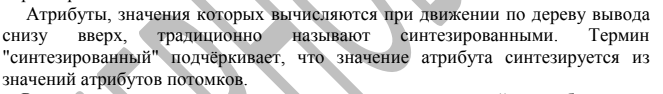 Атрибуты, значения которых вычисляются при движении по дереву вывода
снизу вверх, традиционно называют синтезированными. Термин
"синтезированный" подчёркивает, что значение атрибута синтезируется из
значений атрибутов потомков.